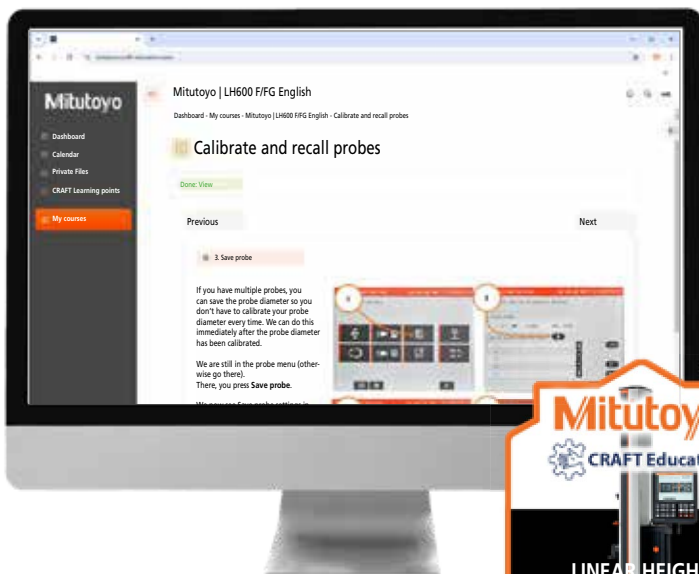 Mitutoyo
Dashboard
Calendar
Private Files
CRAFT Learning points
My courses
Mitutoyo | LH600 F/FG English
Dashboard - My courses - Mitutoyo | LH600 F/FG English - Calibrate and recall probes
Calibrate and recall probes
Done: View
Previous
Next
3. Save probe
If you have multiple probes, you
can save the probe diameter so you
don't have to calibrate your probe
diameter every time. We can do this
immediately after the probe diameter
has been calibrated.
We are still in the probe menu (other-
wise go there).
There, you press Save probe.
Mitutoy
CRAFT Educat
LINEAR HEIGH